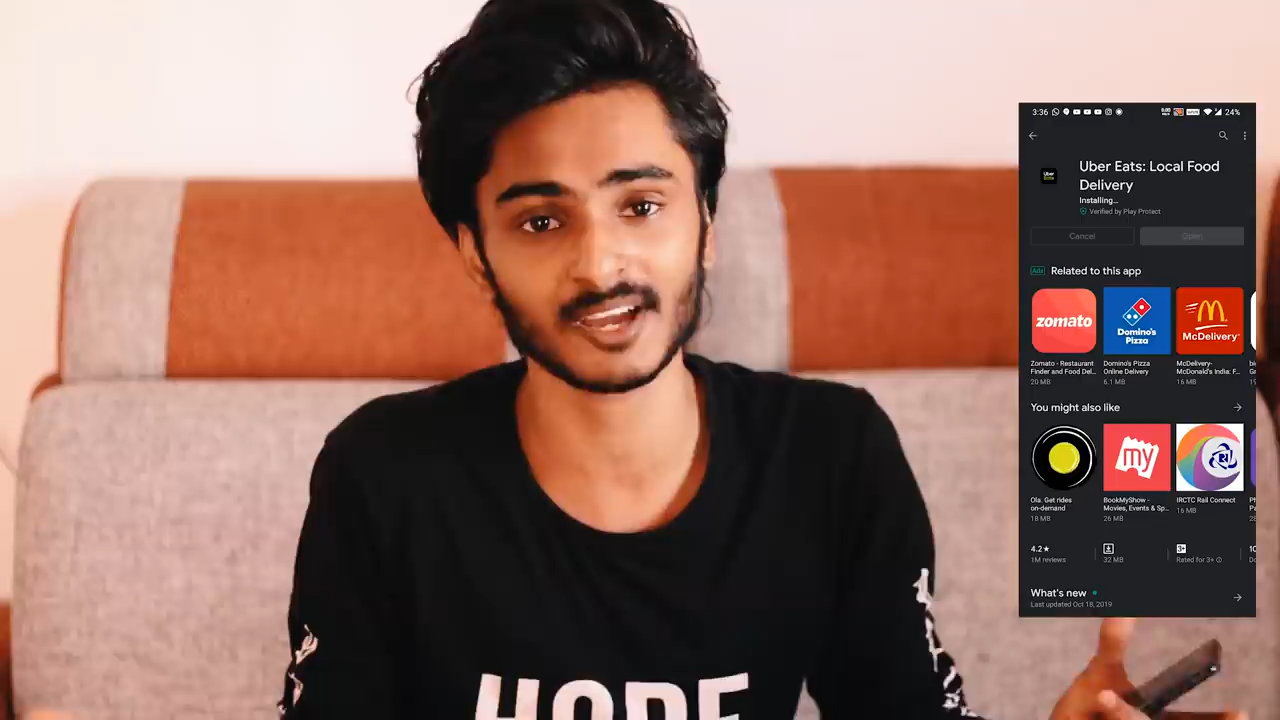 3:36
24%
Uber Eats: Local Food
Delivery
Installing...
Verified by Play Protect
Cancel
Open
Ads Related to this app
zomato
Domino's
Pizza
McDelivery
Zomato - Restaurant
Finder and Food Del...
20 MB
Domino's Pizza
Online Delivery
6.1 MB
McDelivery-
McDonald's India: F...
16 MB
You might also like
my
Ola. Get rides
on-demand
18 MB
BookMyShow -
Movies, Events & Sp...
26 MB
IRCTC Rail Connect
16 MB
4.2★
1M reviews
32 MB
3+
Rated for 3+
What's new
Last updated Oct 18, 2019
HOPE